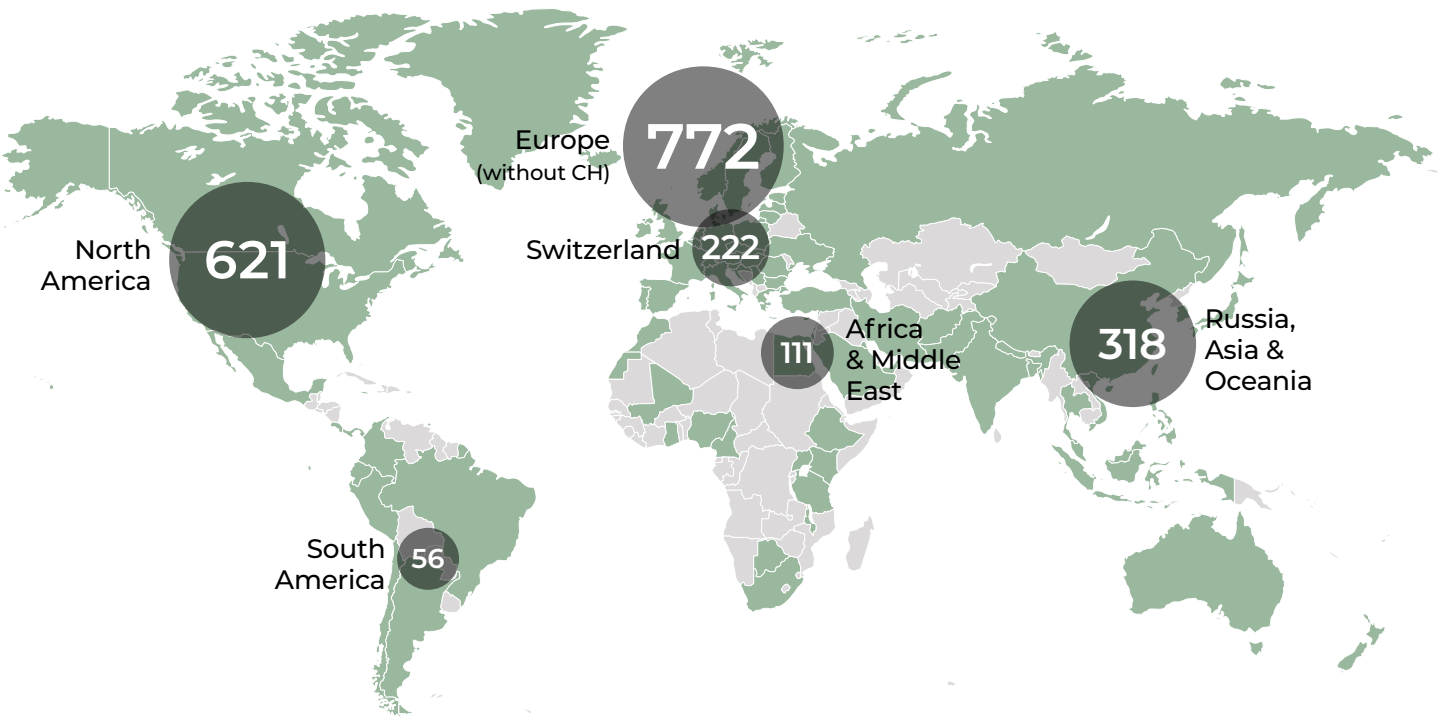 Europe
(without CH)
772
North
America
621
Switzerland
222
Africa
& Middle
East
111
Russia,
Asia &
Oceania
318
South
America
56